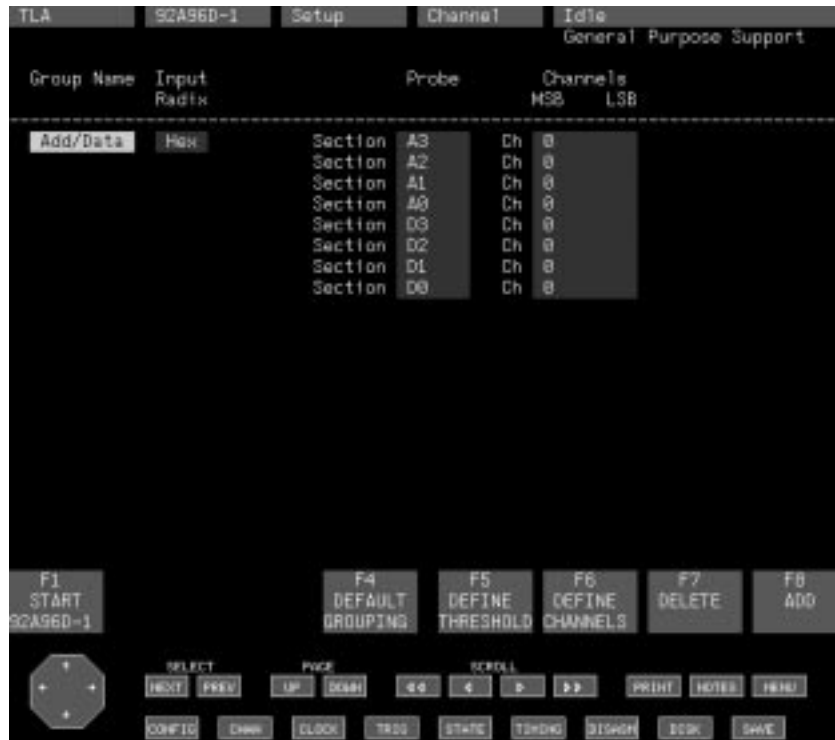 TLA 92A96D-1 Setup Channel Idle
General Purpose Support
Group Name Input Probe Channels
Radix MSB LSB
Add/Data Hex Section A3 Ch 0
Section A2 Ch 0
Section A1 Ch 0
Section A0 Ch 0
Section D3 Ch 0
Section D2 Ch 0
Section D1 Ch 0
Section D0 Ch 0
F1 F4 F5 F6 F7 F8
START DEFAULT DEFINE DEFINE DELETE ADD
92A96D-1 GROUPING THRESHOLD CHANNELS
SELECT PAGE SCROLL
NEXT PREV UP DOWN PRINT NOTES MENU
CONFIG CHAN CLOCK TRIG STATE TIMING DISASM DISK SAVE